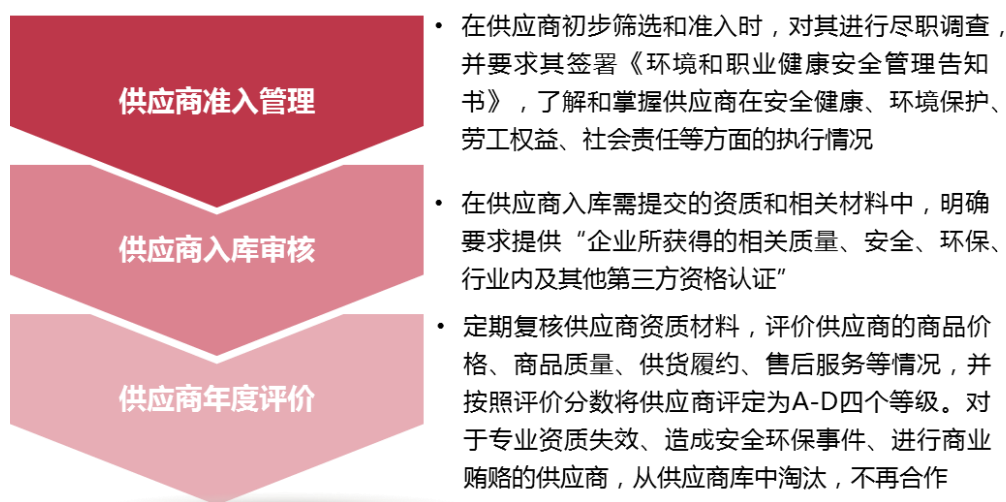 供应商准入管理
• 在供应商初步筛选和准入时，对其进行尽职调查，
并要求其签署《环境和职业健康安全管理告知
书》，了解和掌握供应商在安全健康、环境保护、
劳工权益、社会责任等方面的执行情况
供应商入库审核
• 在供应商入库需提交的资质和相关材料中，明确
要求提供“企业所获得的相关质量、安全、环保、
行业内及其他第三方资格认证”
供应商年度评价
• 定期复核供应商资质材料，评价供应商的商品价
格、商品质量、供货履约、售后服务等情况，并
按照评价分数将供应商评定为A-D四个等级。对
于专业资质失效、造成安全环保事件、进行商业
贿赂的供应商，从供应商库中淘汰，不再合作